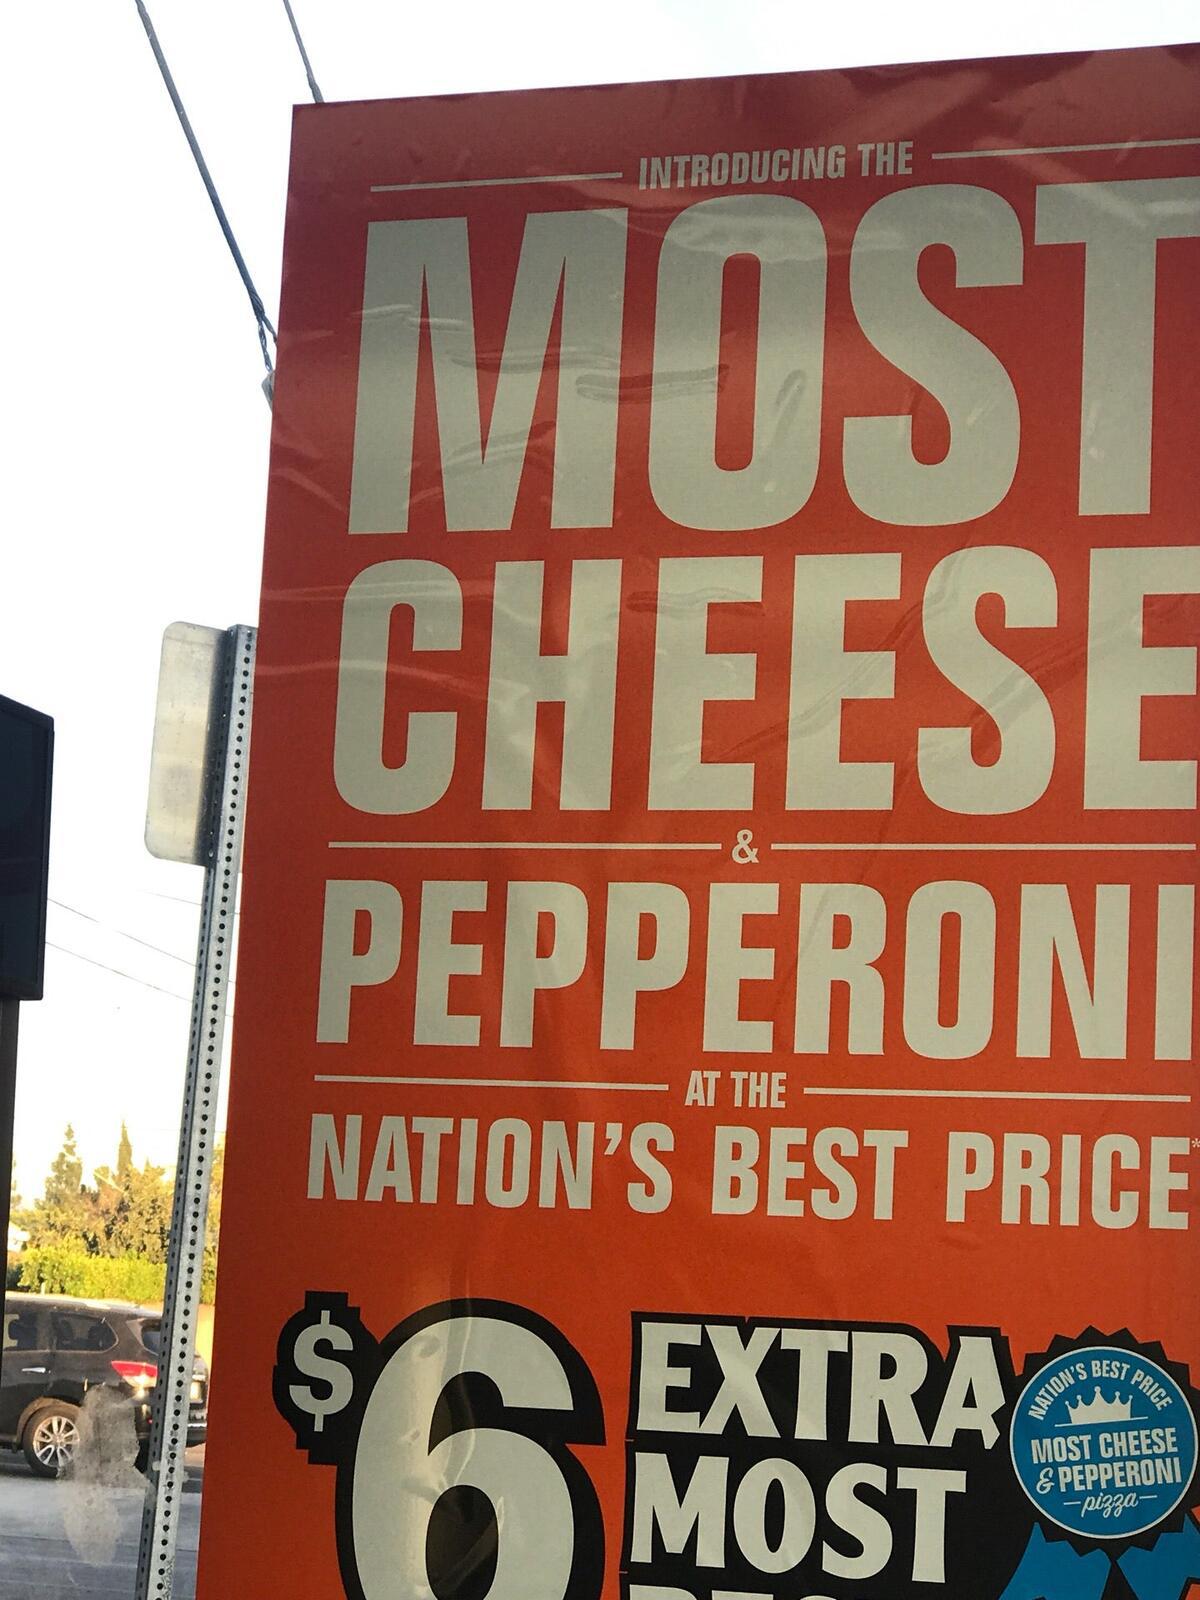 INTRODUCING THE
MOST
CHEESE
&
PEPPERONI
AT THE
NATION'S BEST PRICE*
$6
EXTRA
MOST
NATION'S BEST PRICE
MOST CHEESE
& PEPPERONI
pizza